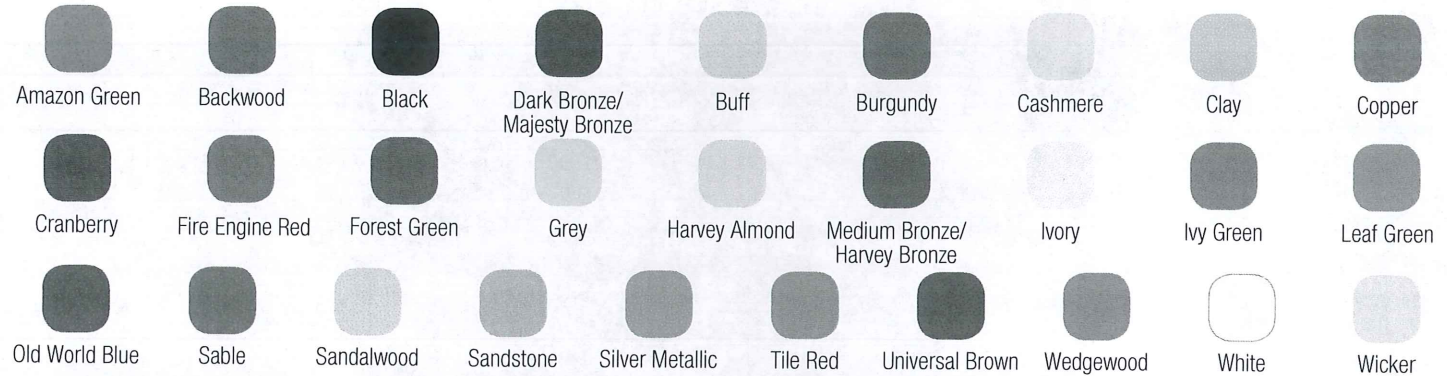 Amazon Green Backwood Black Dark Bronze/ Buff Burgundy Cashmere Clay Copper
Majesty Bronze
Cranberry Fire Engine Red Forest Green Grey Harvey Almond Medium Bronze/ Ivory Ivy Green Leaf Green
Harvey Bronze
Old World Blue Sable Sandalwood Sandstone Silver Metallic Tile Red Universal Brown Wedgewood White Wicker